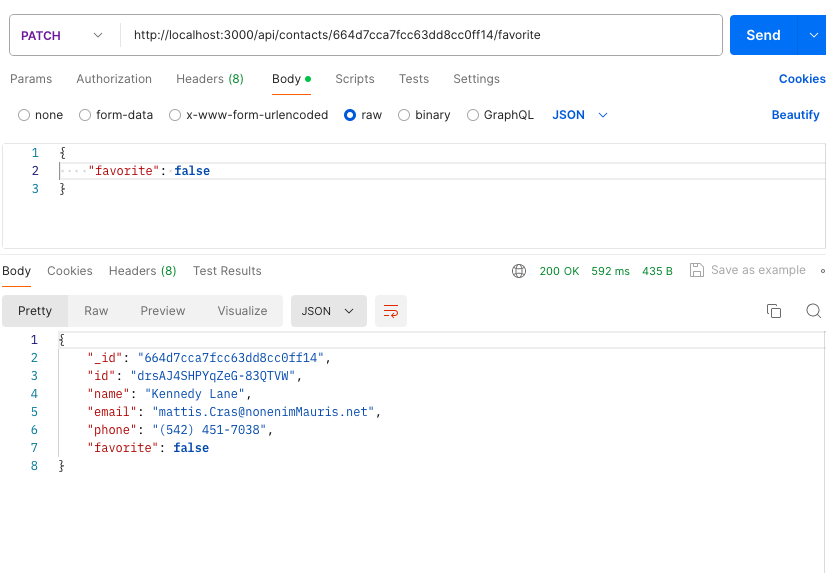 PATCH http://localhost:3000/api/contacts/664d7cca7fcc63dd8cc0ff14/favorite Send
Params Authorization Headers (8) Body Scripts Tests Settings Cookies
none form-data x-www-form-urlencoded raw binary GraphQL JSON Beautify
1 {
2 ····"favorite":·false
3 }
Body Cookies Headers (8) Test Results 200 OK 592 ms 435 B Save as example
Pretty Raw Preview Visualize JSON
1 {
2 "_id": "664d7cca7fcc63dd8cc0ff14",
3 "id": "drsAJ4SHPYqZeG-83QTVW",
4 "name": "Kennedy Lane",
5 "email": "mattis.Cras@nonenimMauris.net",
6 "phone": "(542) 451-7038",
7 "favorite": false
8 }